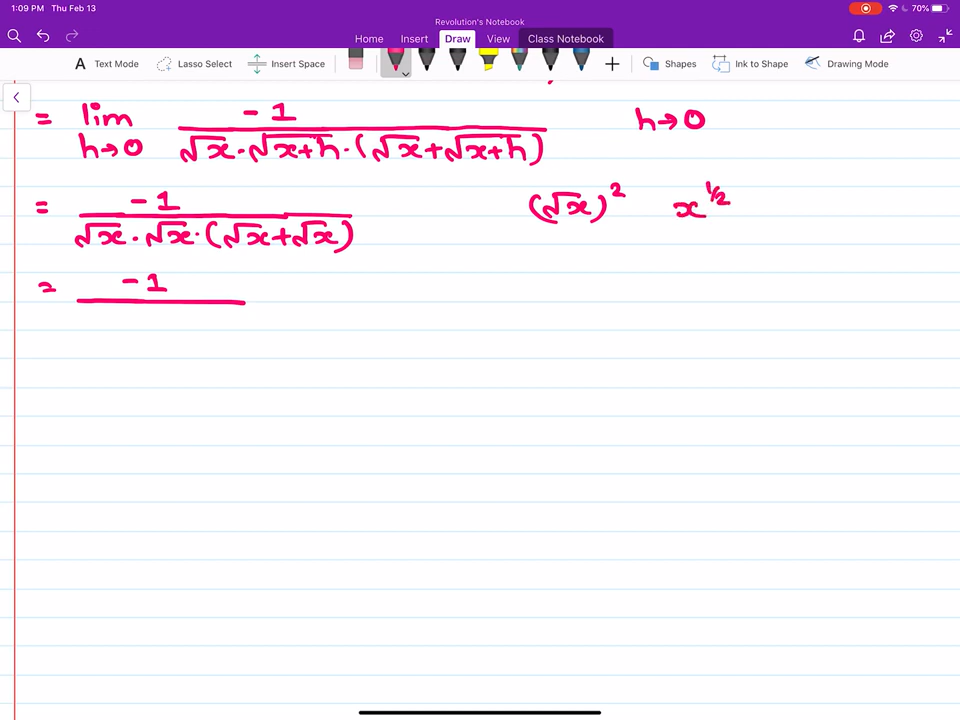 1:09 PM Thu Feb 13
70%
Revolution's Notebook
Home Insert Draw View Class Notebook
Text Mode Lasso Select Insert Space Shapes Ink to Shape Drawing Mode
= lim h→0 -1 / √x · √x+h · (√x + √x+h) h→0
= -1 / √x · √x · (√x + √x) (√x)² x^1/2
= -1